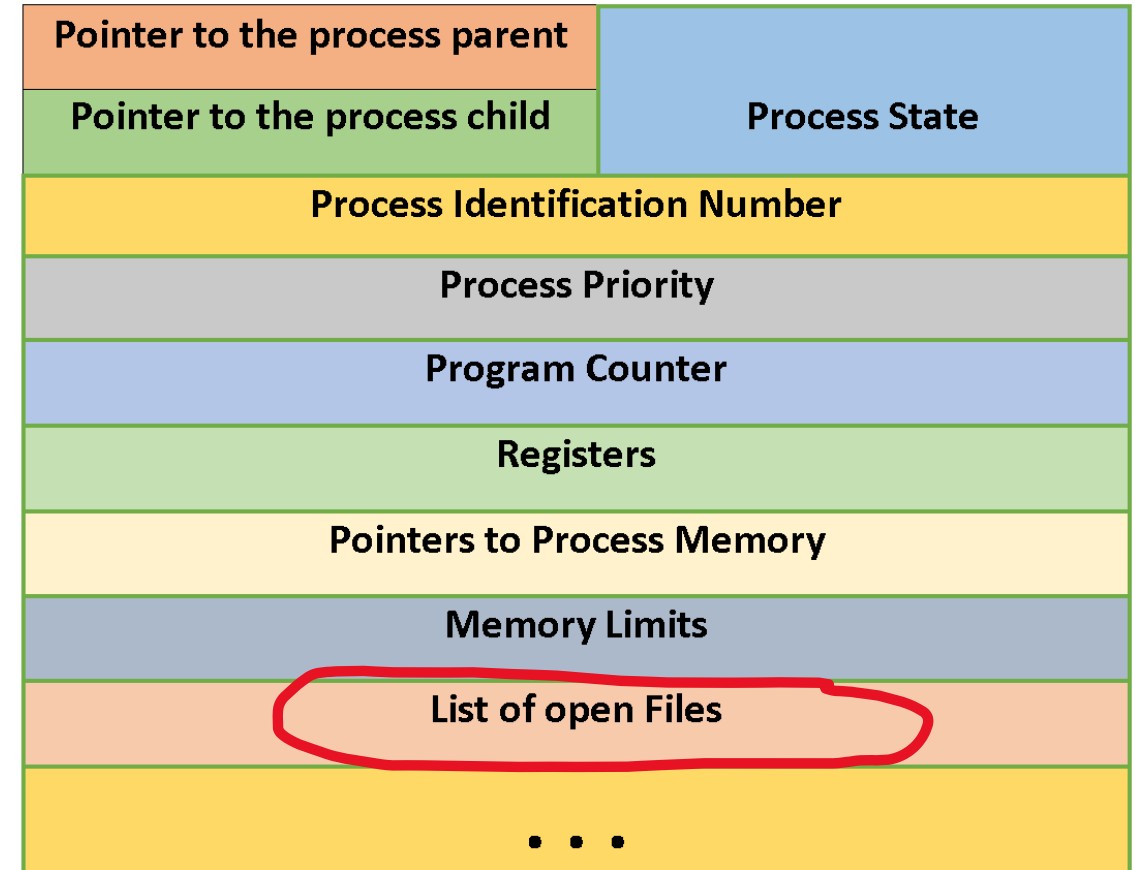 Pointer to the process parent
Pointer to the process child
Process State
Process Identification Number
Process Priority
Program Counter
Registers
Pointers to Process Memory
Memory Limits
List of open Files
. . .